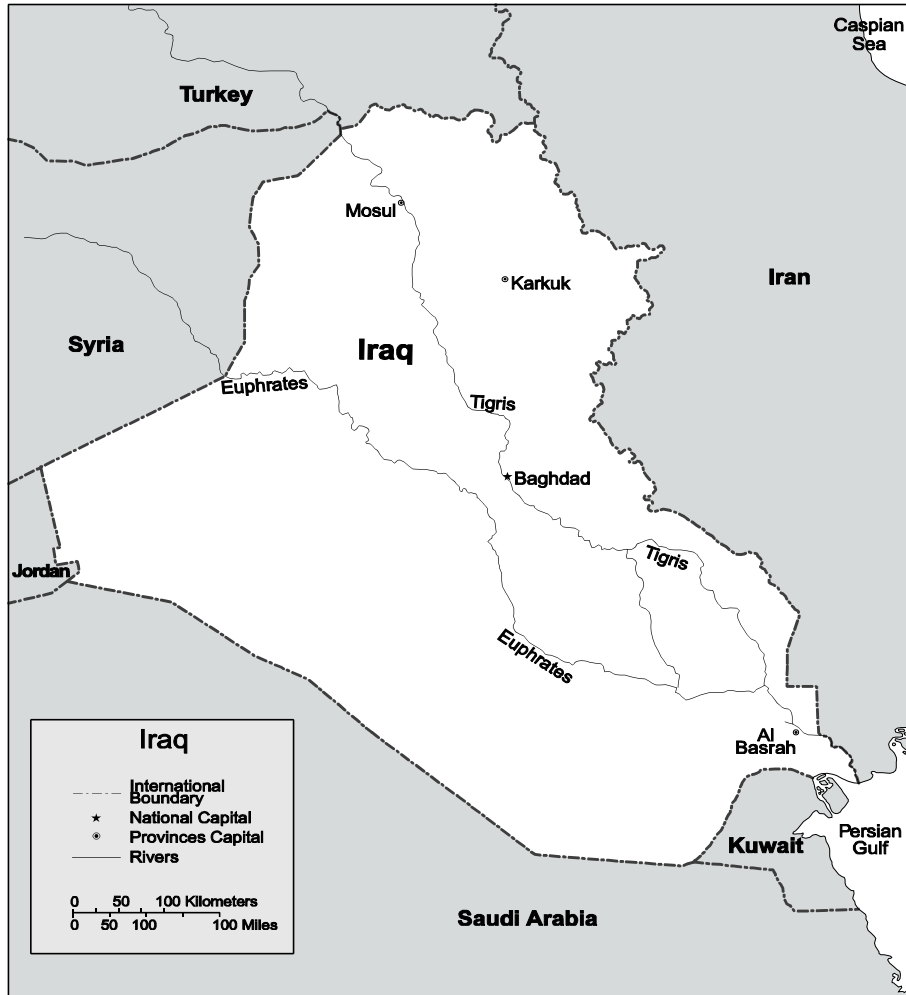 Caspian
Sea
Turkey
Mosul
Karkuk
Iran
Syria
Iraq
Euphrates
Tigris
Baghdad
Tigris
Jordan
Euphrates
Al
Basrah
Iraq
International
Boundary
National Capital
Provinces Capital
Rivers
0 50 100 Kilometers
0 50 100 100 Miles
Kuwait
Persian
Gulf
Saudi Arabia